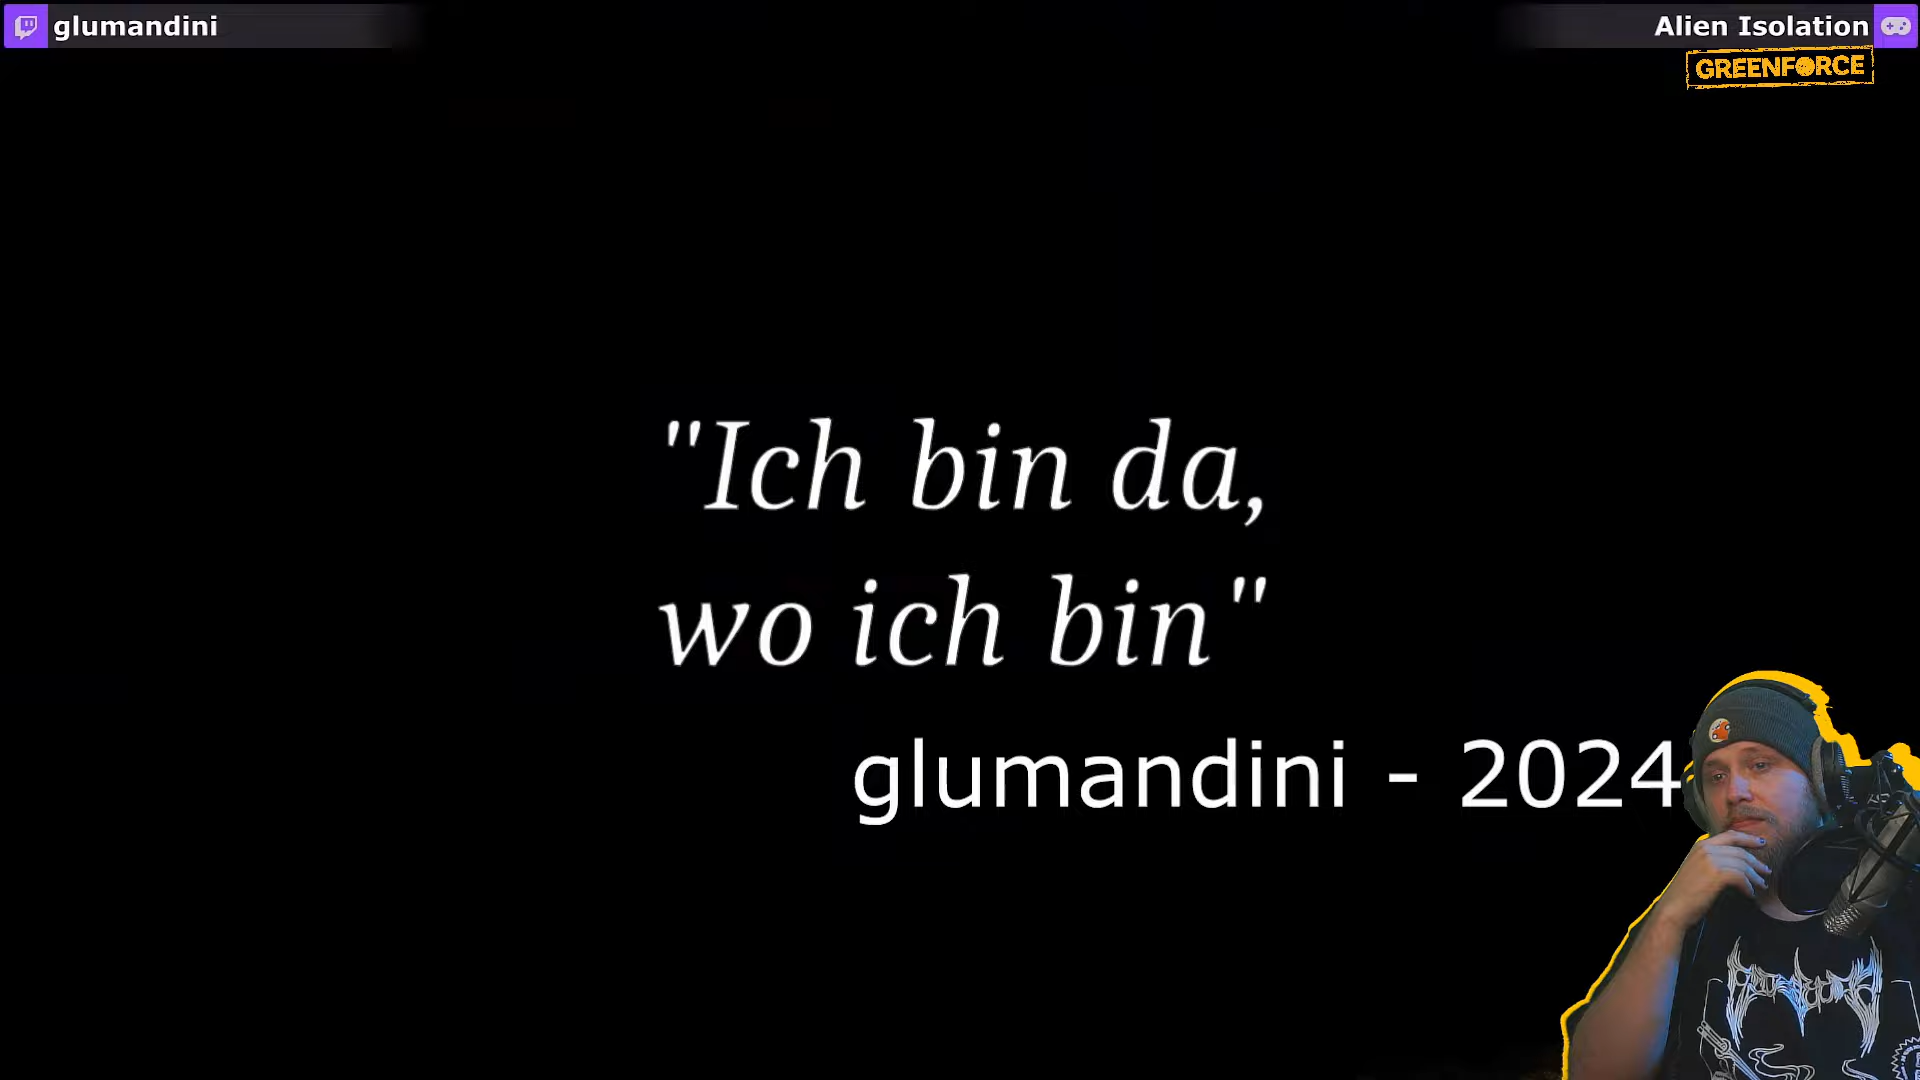 glumandini
Alien Isolation
GREENFORCE
"Ich bin da,
wo ich bin"
glumandini - 2024